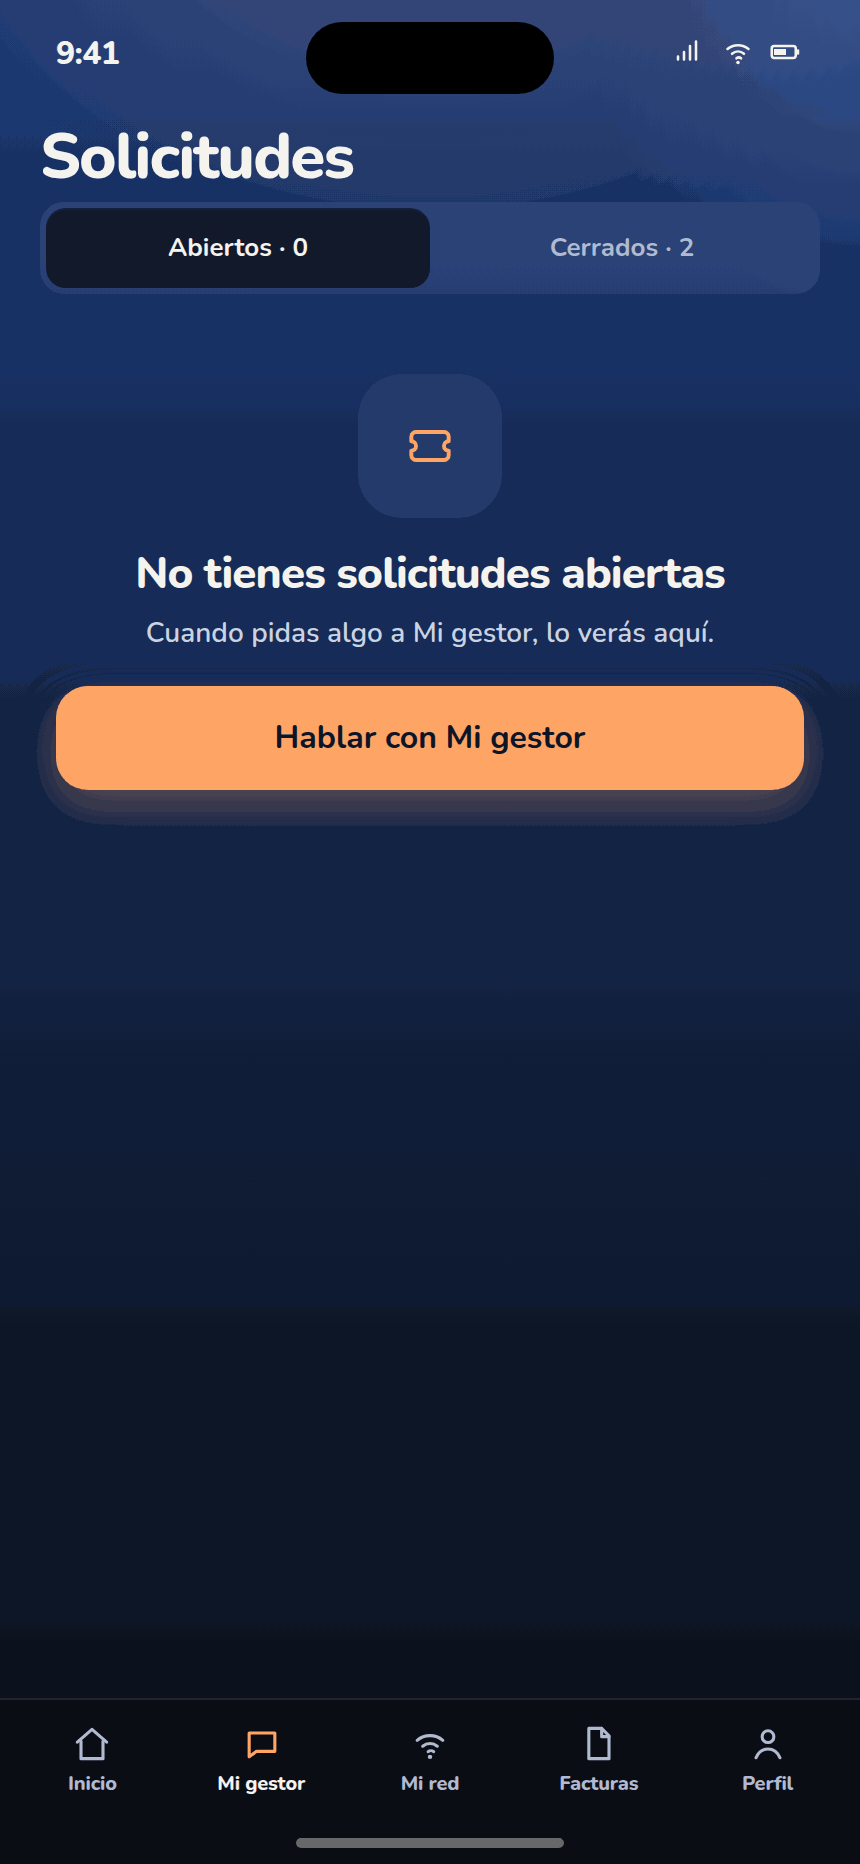 9:41
Solicitudes
Abiertos · 0
Cerrados · 2
No tienes solicitudes abiertas
Cuando pidas algo a Mi gestor, lo verás aquí.
Hablar con Mi gestor
Inicio
Mi gestor
Mi red
Facturas
Perfil